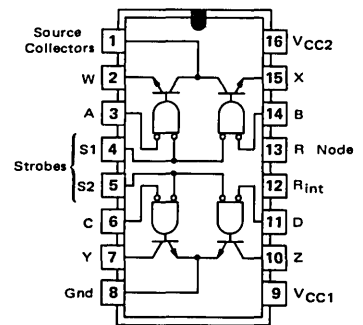 Source
Collectors
1
16 VCC2
W 2
15 X
A 3
14 B
S1 4
13 R Node
Strobes
S2 5
12 Rint
C 6
11 D
Y 7
10 Z
Gnd 8
9 VCC1